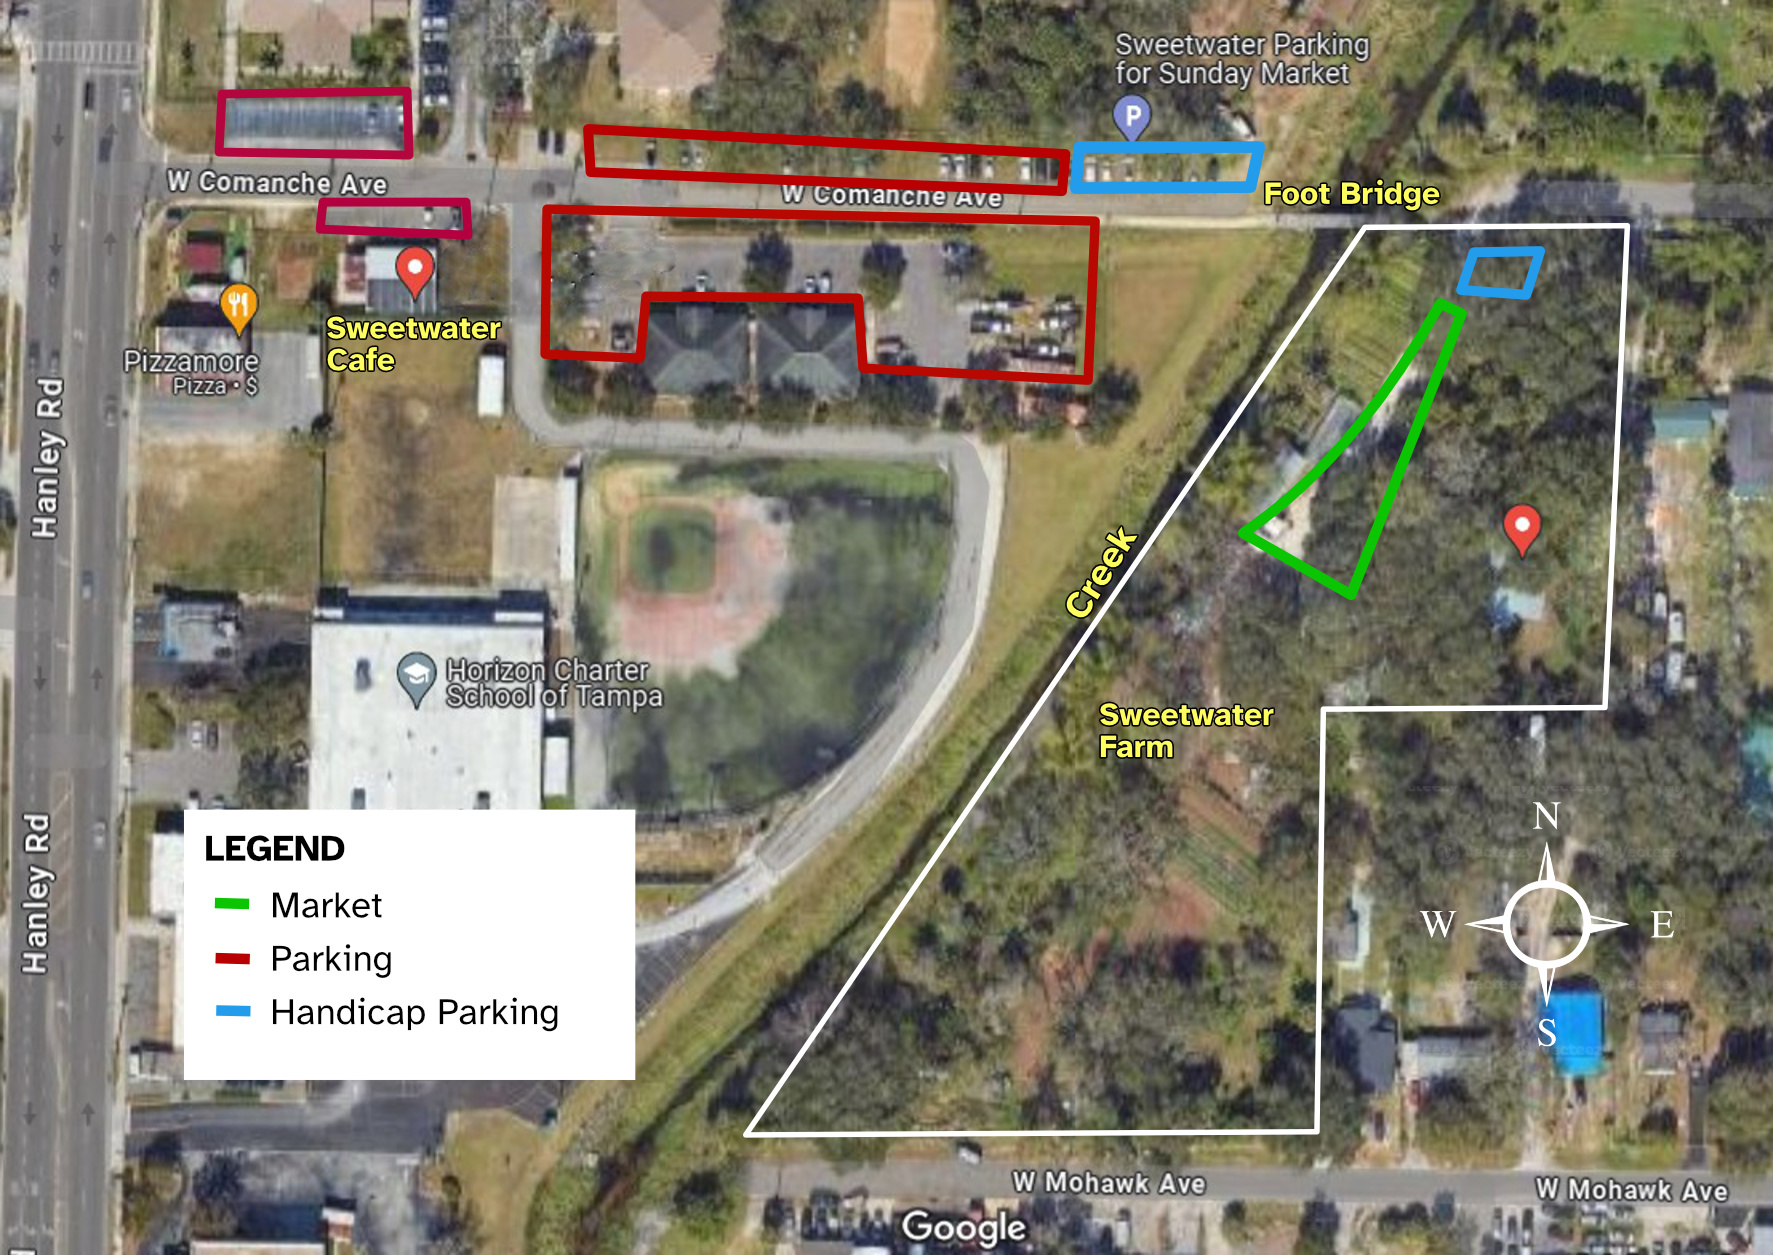 Sweetwater Parking
for Sunday Market
P
W Comanche Ave
W Comanche Ave
Foot Bridge
Sweetwater
Cafe
Pizzamore
Pizza • $
Hanley Rd
Creek
Horizon Charter
School of Tampa
Sweetwater
Farm
Hanley Rd
LEGEND
Market
Parking
Handicap Parking
N
W
E
S
W Mohawk Ave
W Mohawk Ave
Google